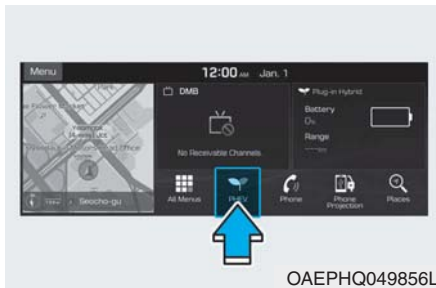 Menu
12:00 AM Jan. 1
DMB
Plug-in Hybrid
Battery
0%
Range
No Receivable Channels
Seocho-gu
All Menus
PHEV
Phone
Phone
Projection
Places
OAEPHQ049856L